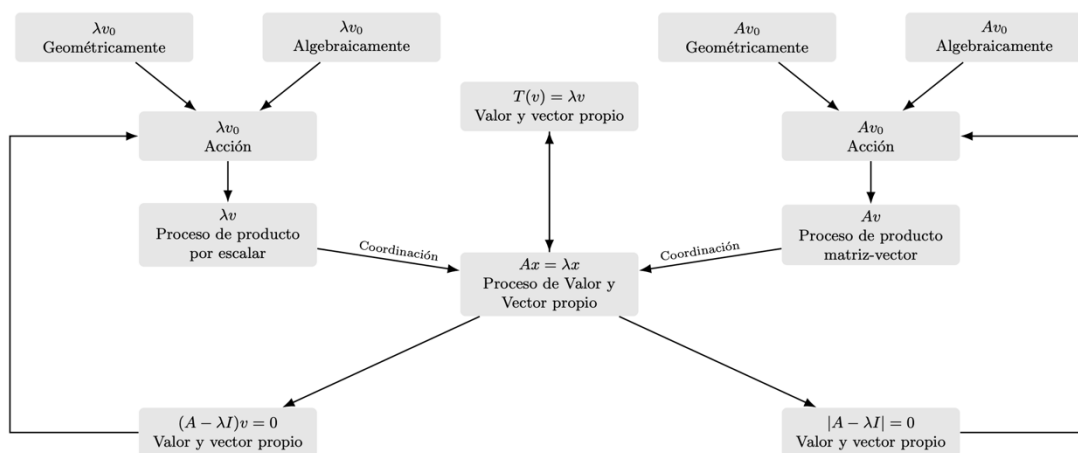 λv₀
Geométricamente
λv₀
Algebraicamente
Av₀
Geométricamente
Av₀
Algebraicamente
T(v) = λv
Valor y vector propio
λv₀
Acción
Av₀
Acción
λv
Proceso de producto
por escalar
Av
Proceso de producto
matriz-vector
Coordinación
Coordinación
Ax = λx
Proceso de Valor y
Vector propio
(A − λI)v = 0
Valor y vector propio
|A − λI| = 0
Valor y vector propio